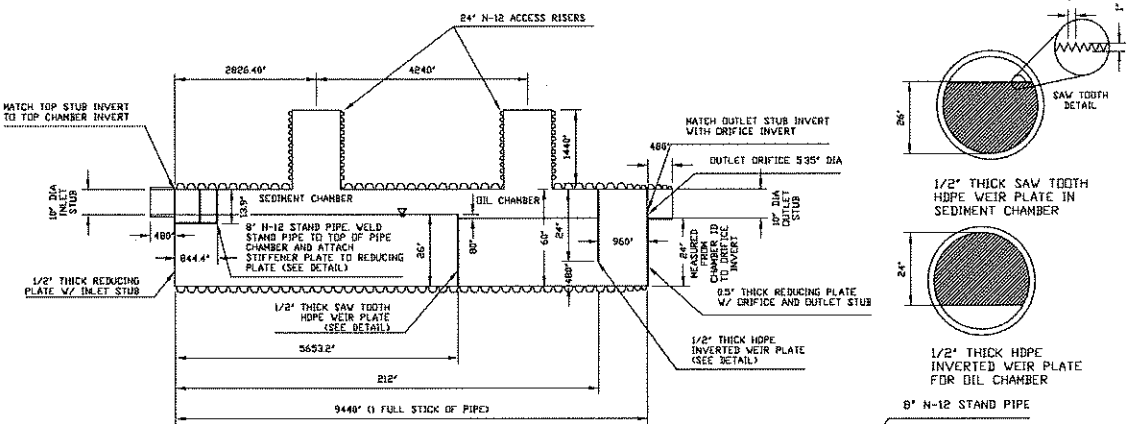 24" N-12 ACCESS RISERS
1"
2826.40"
4240"
MATCH TOP STUB INVERT
TO TOP CHAMBER INVERT
MATCH OUTLET STUB INVERT
WITH ORIFICE INVERT
SAW TOOTH
DETAIL
26"
1440"
486"
OUTLET ORIFICE 5.35" DIA
10" DIA
INLET
STUB
13.9"
SEDIMENT CHAMBER
OIL CHAMBER
10" DIA
OUTLET
STUB
1/2" THICK SAW TOOTH
HDPE WEIR PLATE IN
SEDIMENT CHAMBER
8" N-12 STAND PIPE. WELD
STAND PIPE TO TOP OF PIPE
CHAMBER AND ATTACH
STIFFENER PLATE TO REDUCING
PLATE (SEE DETAIL)
480"
844.4"
26"
80"
60"
24"
480"
960"
24"
MEASURED
FROM
CHAMBER ID
TO ORIFICE
INVERT
24"
1/2" THICK REDUCING
PLATE W/ INLET STUB
1/2" THICK SAW TOOTH
HDPE WEIR PLATE
(SEE DETAIL)
0.5" THICK REDUCING PLATE
W/ ORIFICE AND OUTLET STUB
1/2" THICK HDPE
INVERTED WEIR PLATE
(SEE DETAIL)
5653.2"
212"
9440" (1 FULL STICK OF PIPE)
1/2" THICK HDPE
INVERTED WEIR PLATE
FOR OIL CHAMBER
8" N-12 STAND PIPE